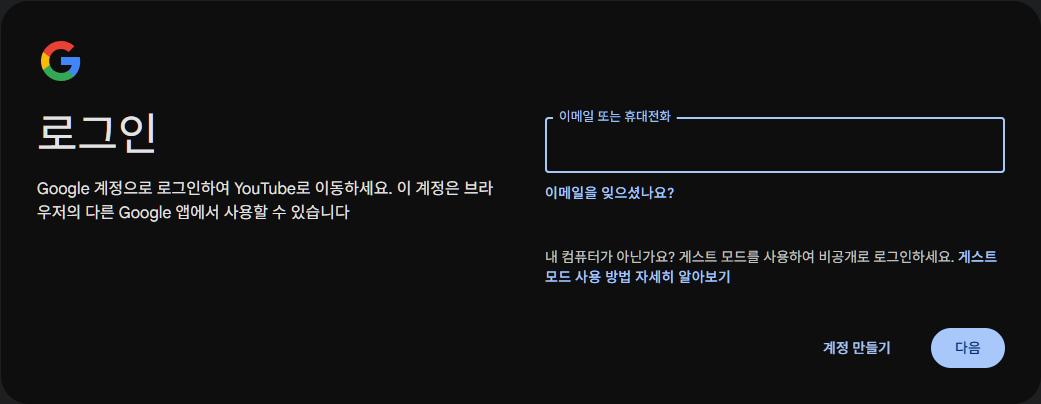 로그인
Google 계정으로 로그인하여 YouTube로 이동하세요. 이 계정은 브라
우저의 다른 Google 앱에서 사용할 수 있습니다
이메일 또는 휴대전화
이메일을 잊으셨나요?
내 컴퓨터가 아닌가요? 게스트 모드를 사용하여 비공개로 로그인하세요. 게스트
모드 사용 방법 자세히 알아보기
계정 만들기
다음